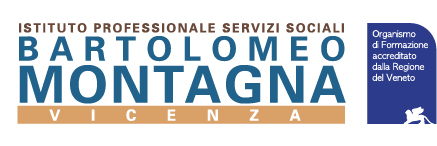 ISTITUTO PROFESSIONALE SERVIZI SOCIALI
BARTOLOMEO
MONTAGNA
VICENZA
Organismo
di Formazione
accreditato
dalla Regione
del Veneto